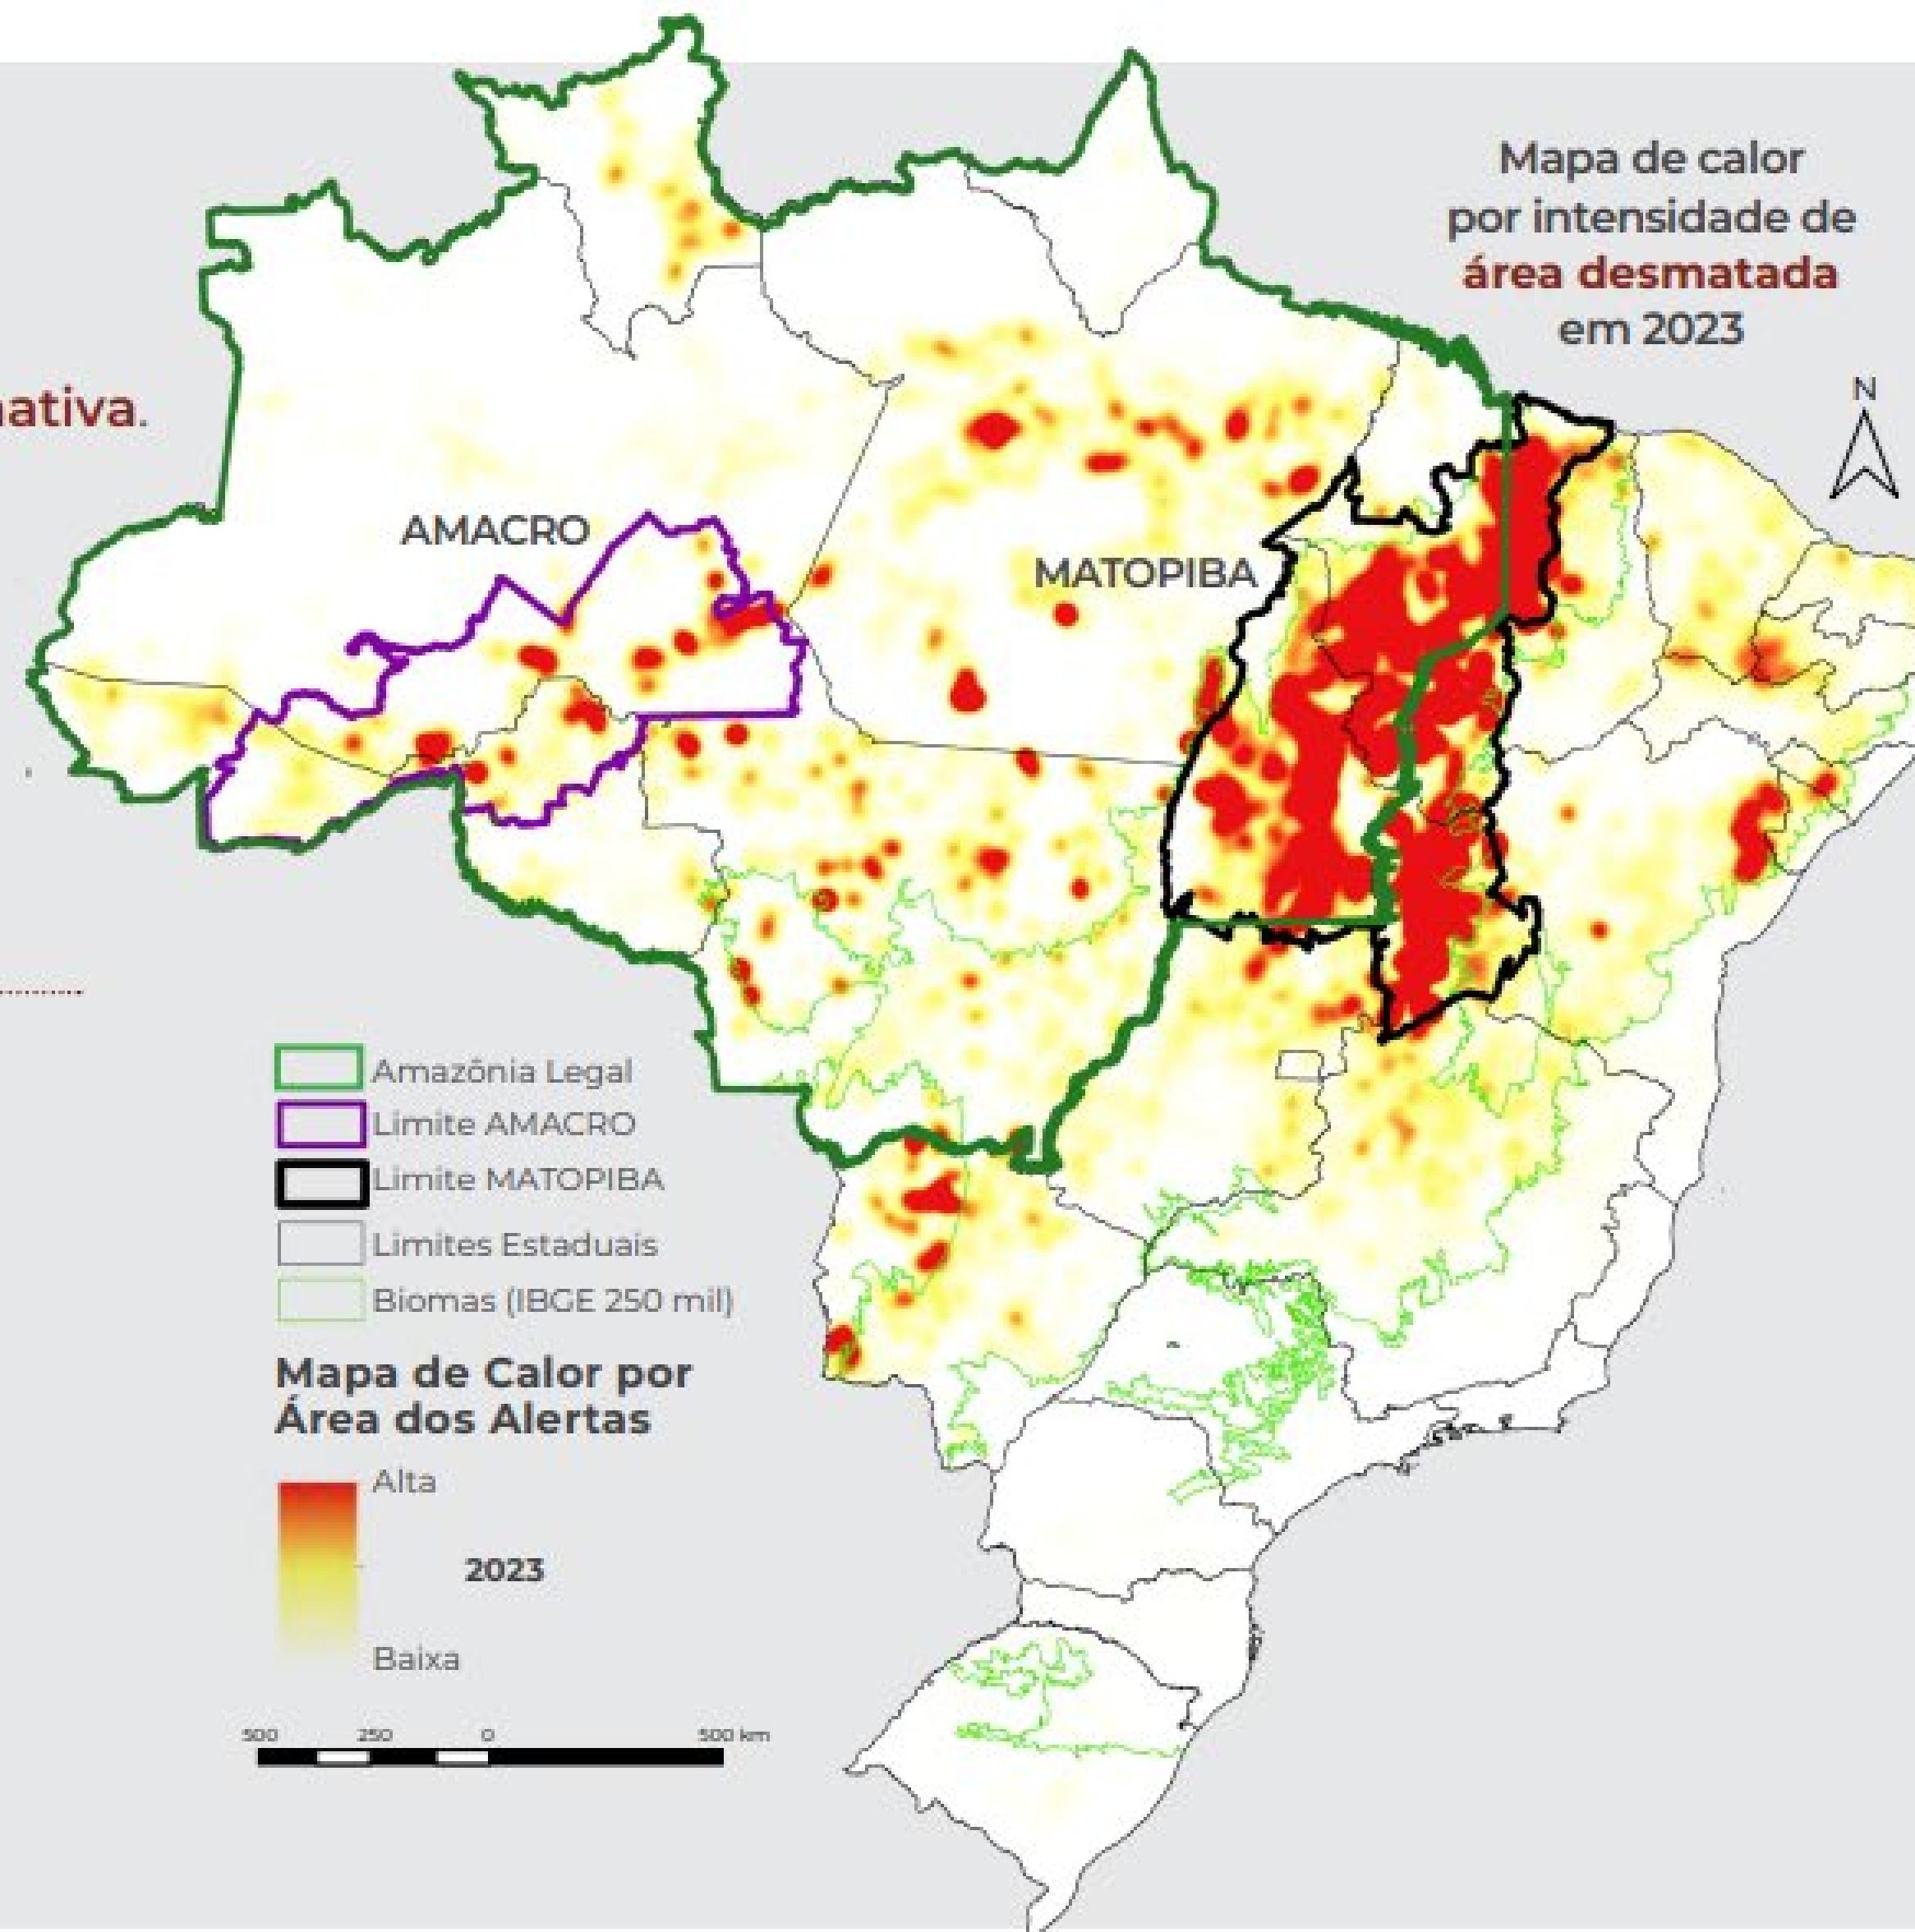 Mapa de calor
por intensidade de
área desmatada
em 2023
N
nativa.
AMACRO
MATOPIBA
Amazônia Legal
Limite AMACRO
Limite MATOPIBA
Limites Estaduais
Biomas (IBGE 250 mil)
Mapa de Calor por
Área dos Alertas
Alta
2023
Baixa
500 250 0 500 km